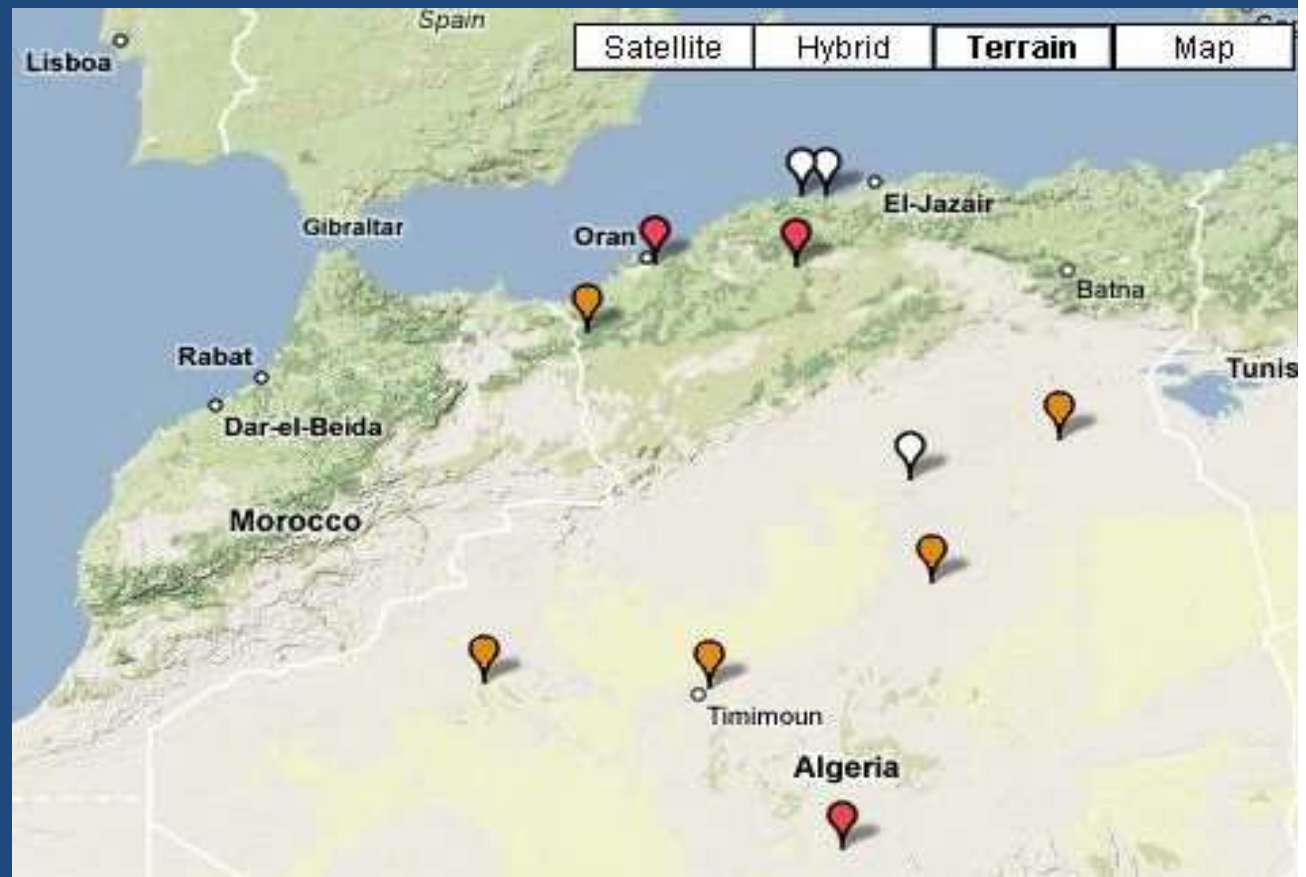 Spain
Satellite Hybrid Terrain Map
Lisboa
El-Jazair
Gibraltar
Oran
Batna
Rabat
Tunis
Dar-el-Beida
Morocco
Timimoun
Algeria